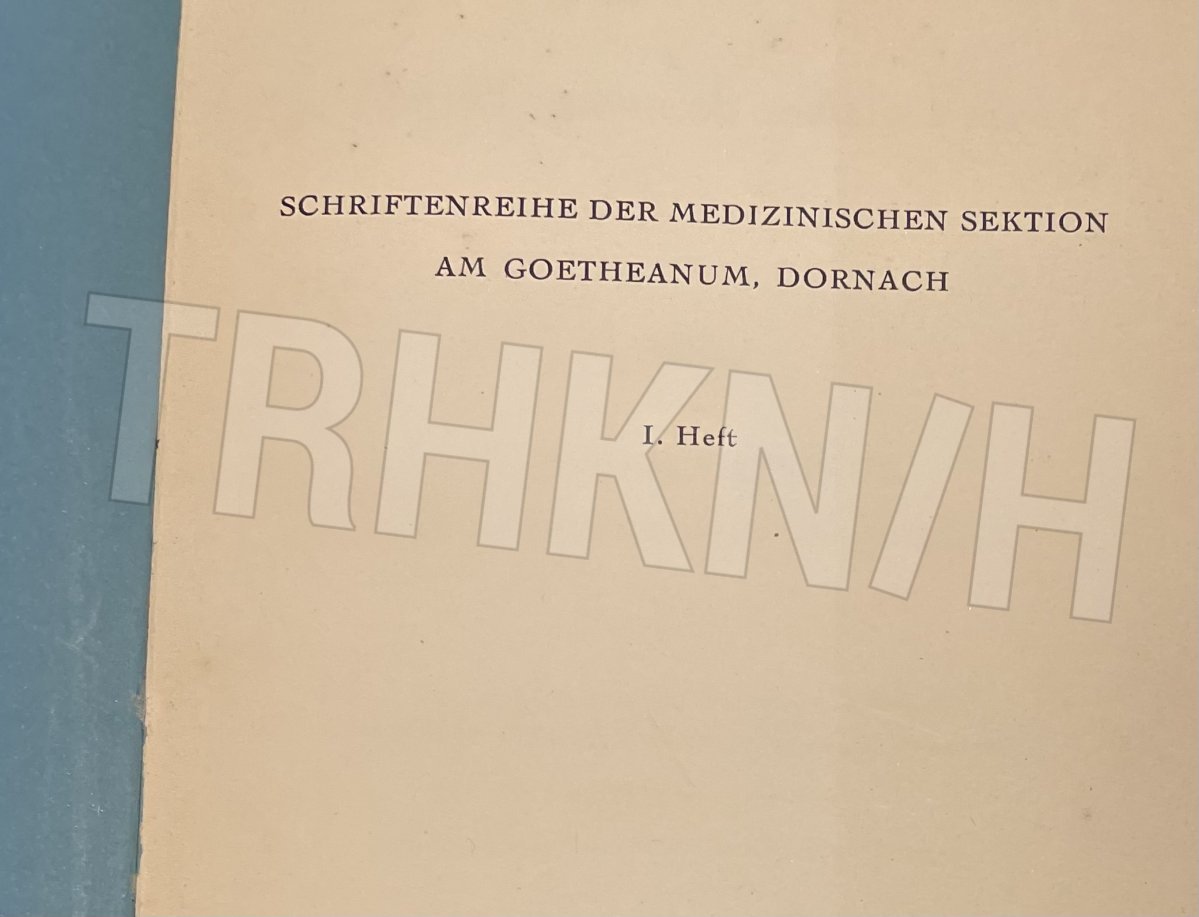 SCHRIFTENREIHE DER MEDIZINISCHEN SEKTION
AM GOETHEANUM, DORNACH
TRHKN/H
I. Heft